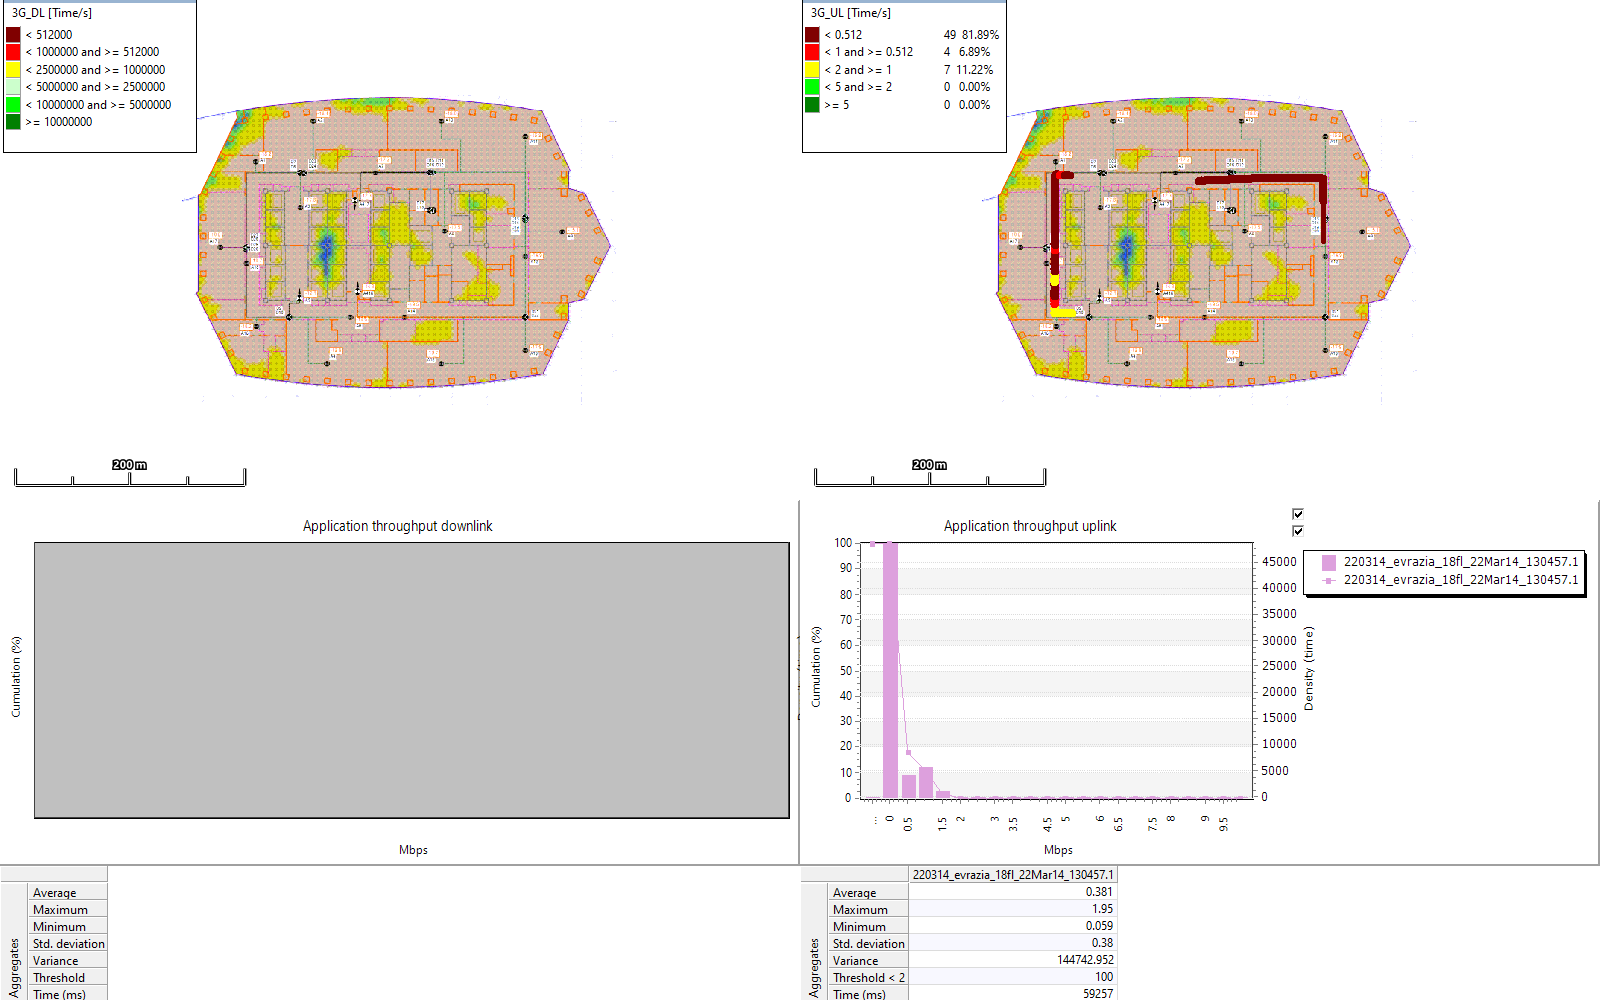 3G_DL [Time/s]
< 512000
< 1000000 and >= 512000
< 2500000 and >= 1000000
< 5000000 and >= 2500000
< 10000000 and >= 5000000
>= 10000000
200 m
3G_UL [Time/s]
< 0.512 49 81.89%
< 1 and >= 0.512 4 6.89%
< 2 and >= 1 7 11.22%
< 5 and >= 2 0 0.00%
>= 5 0 0.00%
200 m
Application throughput downlink
Cumulation (%)
Mbps
Application throughput uplink
Cumulation (%)
100
90
80
70
60
50
40
30
20
10
0
45000
40000
35000
30000
25000
20000
15000
10000
5000
0
Density (time)
... 0 0.5 1.5 2 3 3.5 4.5 5 6 6.5 7.5 8 9 9.5
Mbps
220314_evrazia_18fl_22Mar14_130457.1
220314_evrazia_18fl_22Mar14_130457.1
Aggregates
Average
Maximum
Minimum
Std. deviation
Variance
Threshold
Time (ms)
220314_evrazia_18fl_22Mar14_130457.1
Aggregates
Average 0.381
Maximum 1.95
Minimum 0.059
Std. deviation 0.38
Variance 144742.952
Threshold < 2 100
Time (ms) 59257